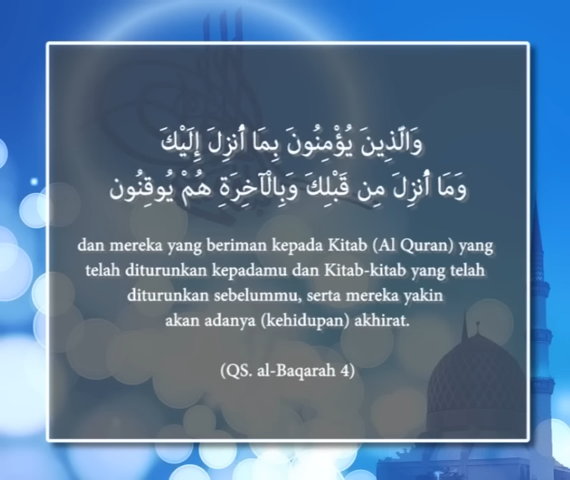 وَالَّذِينَ يُؤْمِنُونَ بِمَا أُنزِلَ إِلَيْكَ
وَمَا أُنزِلَ مِن قَبْلِكَ وَبِالْآخِرَةِ هُمْ يُوقِنُون
dan mereka yang beriman kepada Kitab (Al Quran) yang
telah diturunkan kepadamu dan Kitab-kitab yang telah
diturunkan sebelummu, serta mereka yakin
akan adanya (kehidupan) akhirat.
(QS. al-Baqarah 4)